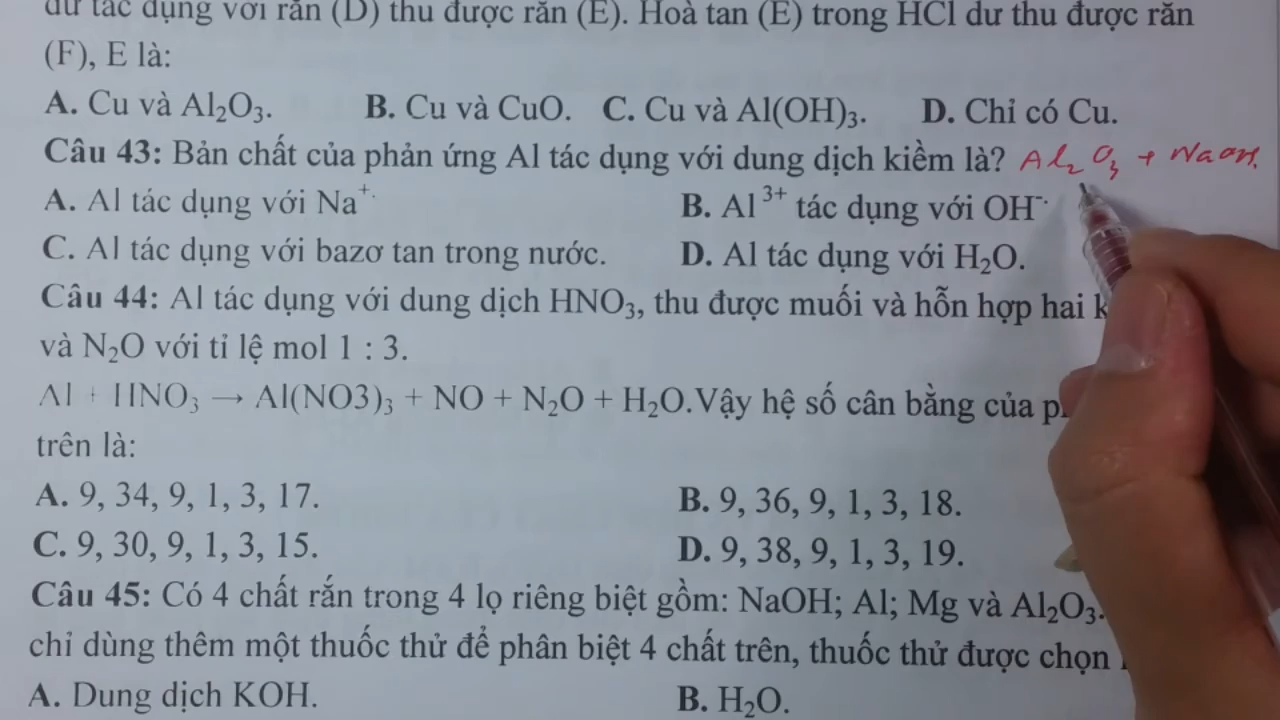 dư tác dụng với rắn (D) thu được rắn (E). Hoà tan (E) trong HCl dư thu được rắn
(F), E là:
A. Cu và Al₂O₃. B. Cu và CuO. C. Cu và Al(OH)₃. D. Chỉ có Cu.
Câu 43: Bản chất của phản ứng Al tác dụng với dung dịch kiềm là? Al₂O₃ + NaOH.
A. Al tác dụng với Na⁺. B. Al³⁺ tác dụng với OH⁻.
C. Al tác dụng với bazơ tan trong nước. D. Al tác dụng với H₂O.
Câu 44: Al tác dụng với dung dịch HNO₃, thu được muối và hỗn hợp hai
và N₂O với tỉ lệ mol 1 : 3.
Al + HNO₃ → Al(NO3)₃ + NO + N₂O + H₂O.Vậy hệ số cân bằng của
trên là:
A. 9, 34, 9, 1, 3, 17. B. 9, 36, 9, 1, 3, 18.
C. 9, 30, 9, 1, 3, 15. D. 9, 38, 9, 1, 3, 19.
Câu 45: Có 4 chất rắn trong 4 lọ riêng biệt gồm: NaOH; Al; Mg và Al₂O₃.
chỉ dùng thêm một thuốc thử để phân biệt 4 chất trên, thuốc thử được chọn
A. Dung dịch KOH. B. H₂O.